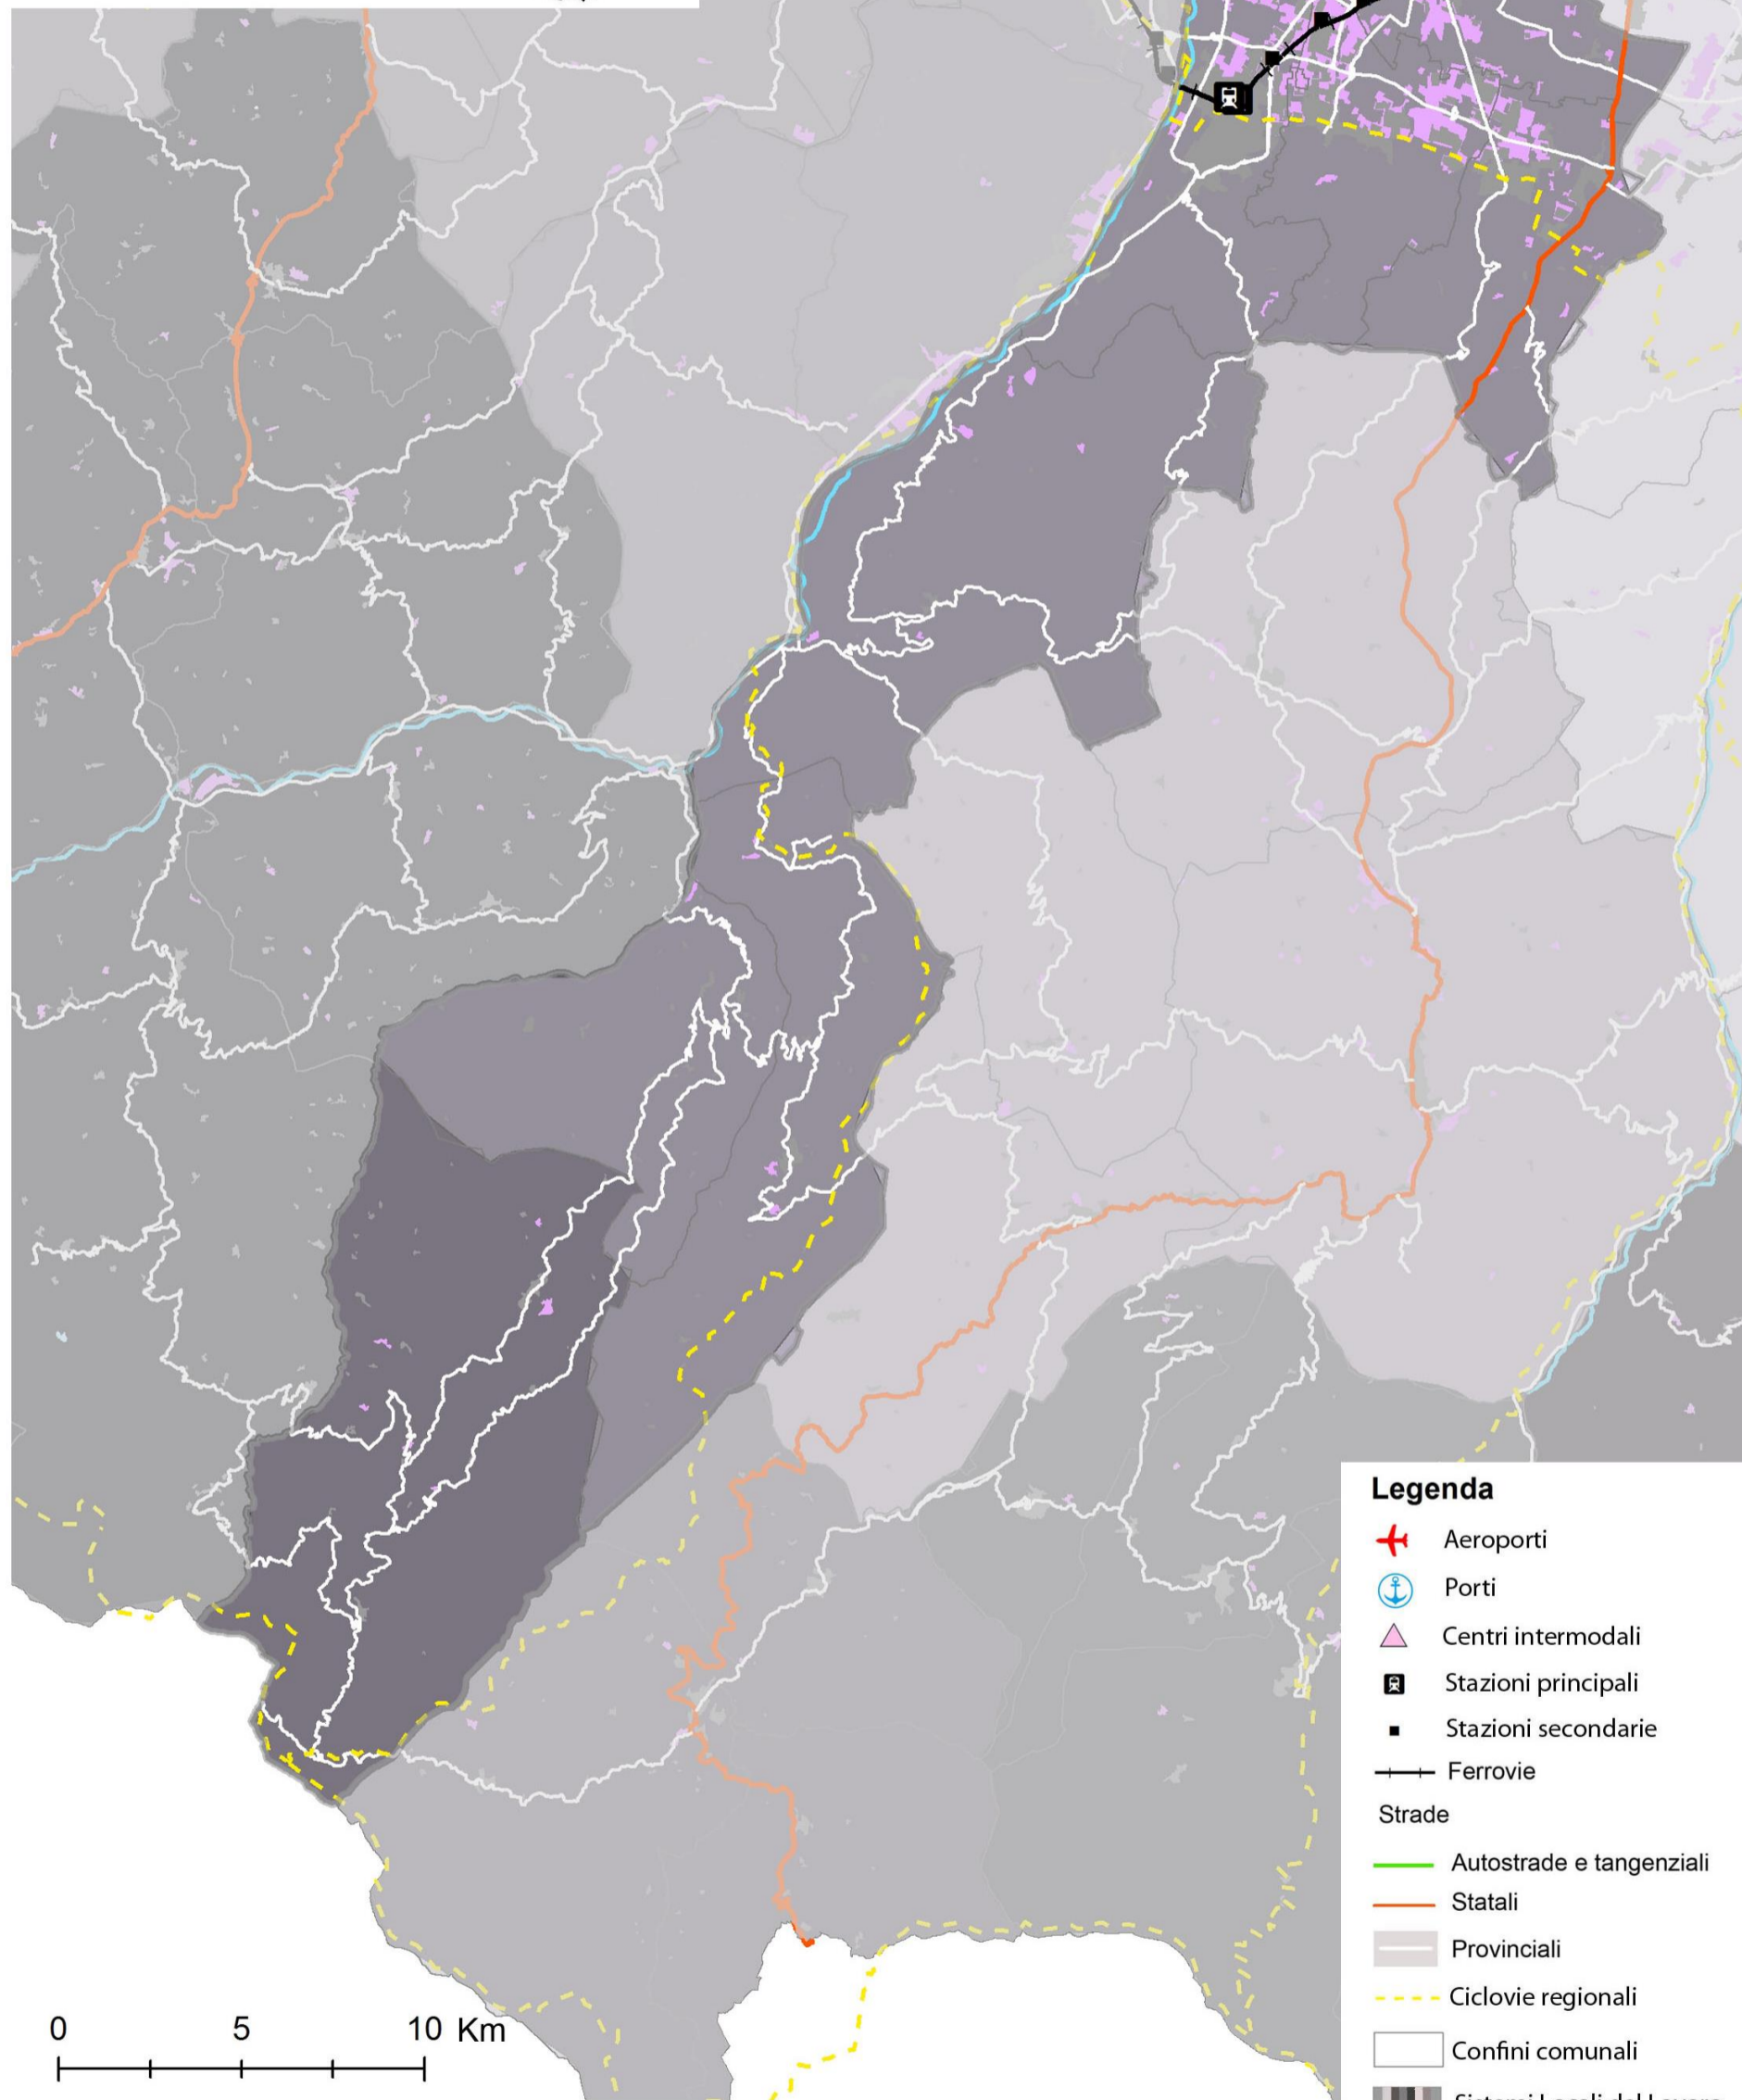 Legenda
Aeroporti
Porti
Centri intermodali
Stazioni principali
Stazioni secondarie
Ferrovie
Strade
Autostrade e tangenziali
Statali
Provinciali
Ciclovie regionali
Confini comunali
0 5 10 Km